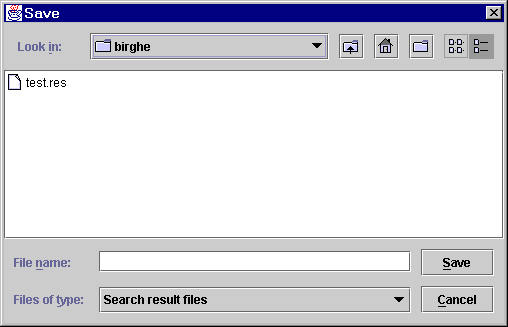 Save
Look in: birghe
test.res
File name: Save
Files of type: Search result files Cancel